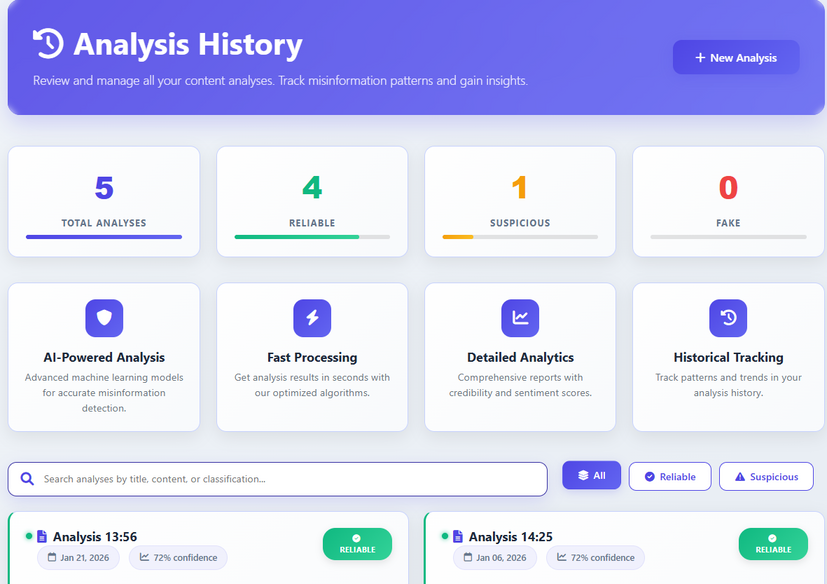 Analysis History
Review and manage all your content analyses. Track misinformation patterns and gain insights.
New Analysis
5
TOTAL ANALYSES
4
RELIABLE
1
SUSPICIOUS
0
FAKE
AI-Powered Analysis
Advanced machine learning models
for accurate misinformation
detection.
Fast Processing
Get analysis results in seconds with
our optimized algorithms.
Detailed Analytics
Comprehensive reports with
credibility and sentiment scores.
Historical Tracking
Track patterns and trends in your
analysis history.
Search analyses by title, content, or classification...
All
Reliable
Suspicious
Analysis 13:56
Jan 21, 2026
72% confidence
RELIABLE
Analysis 14:25
Jan 06, 2026
72% confidence
RELIABLE